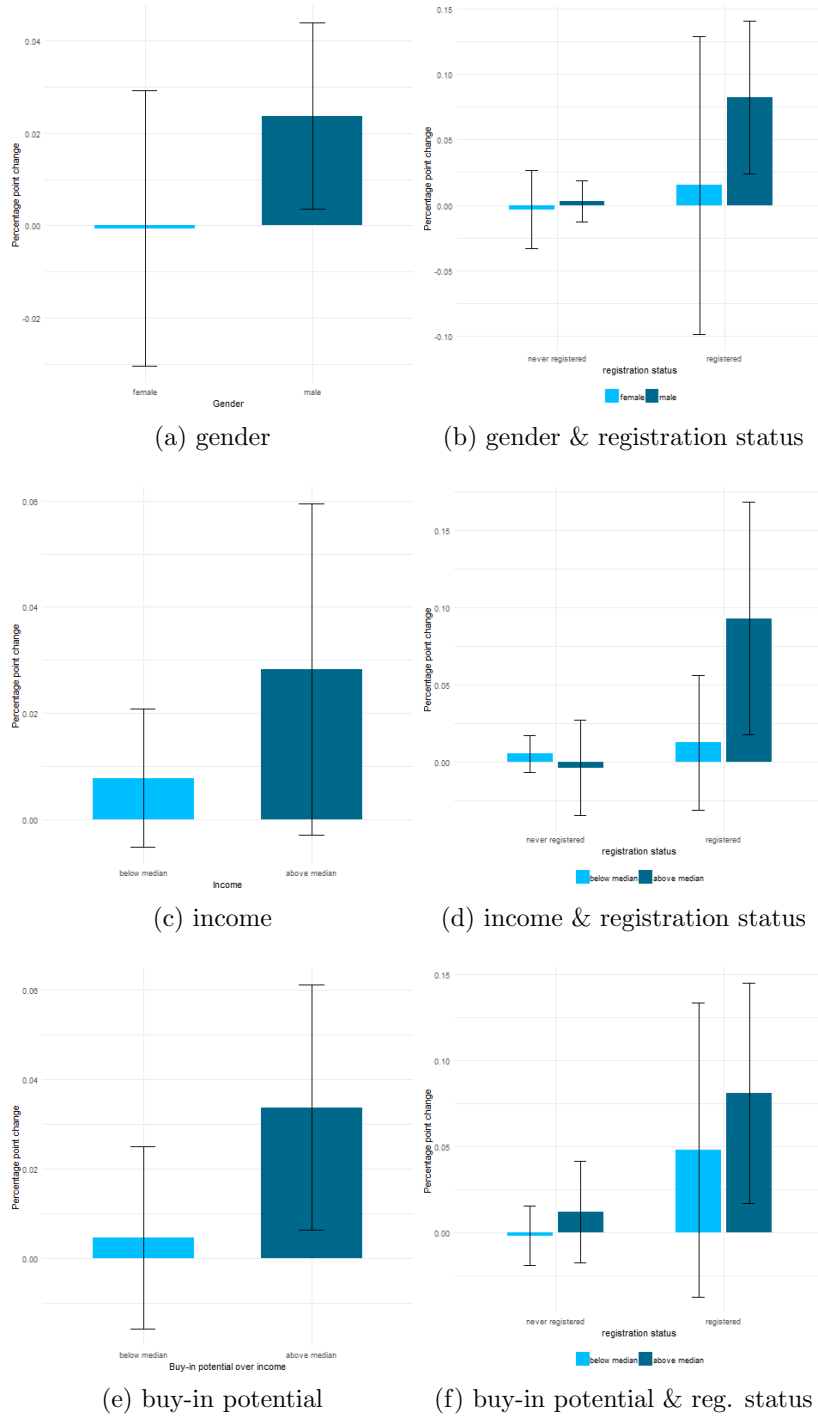 0.04
0.02
0.00
-0.02
Percentage point change
female
male
Gender
(a) gender
0.15
0.10
0.05
0.00
-0.05
-0.10
Percentage point change
never registered
registered
registration status
female male
(b) gender & registration status
0.06
0.04
0.02
0.00
Percentage point change
below median
above median
Income
(c) income
0.15
0.10
0.05
0.00
Percentage point change
never registered
registered
registration status
below median above median
(d) income & registration status
0.06
0.04
0.02
0.00
Percentage point change
below median
above median
Buy-in potential over income
(e) buy-in potential
0.15
0.10
0.05
0.00
Percentage point change
never registered
registered
registration status
below median above median
(f) buy-in potential & reg. status